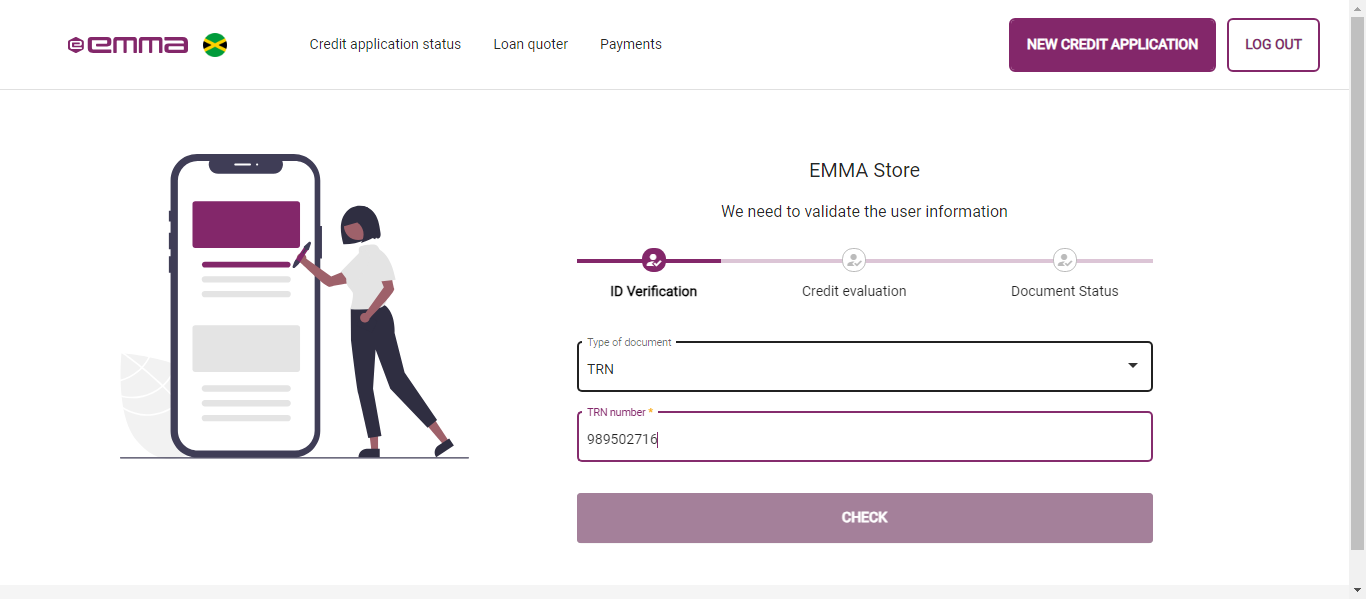 emma
Credit application status
Loan quoter
Payments
NEW CREDIT APPLICATION
LOG OUT
EMMA Store
We need to validate the user information
ID Verification
Credit evaluation
Document Status
Type of document
TRN
TRN number *
989502716
CHECK